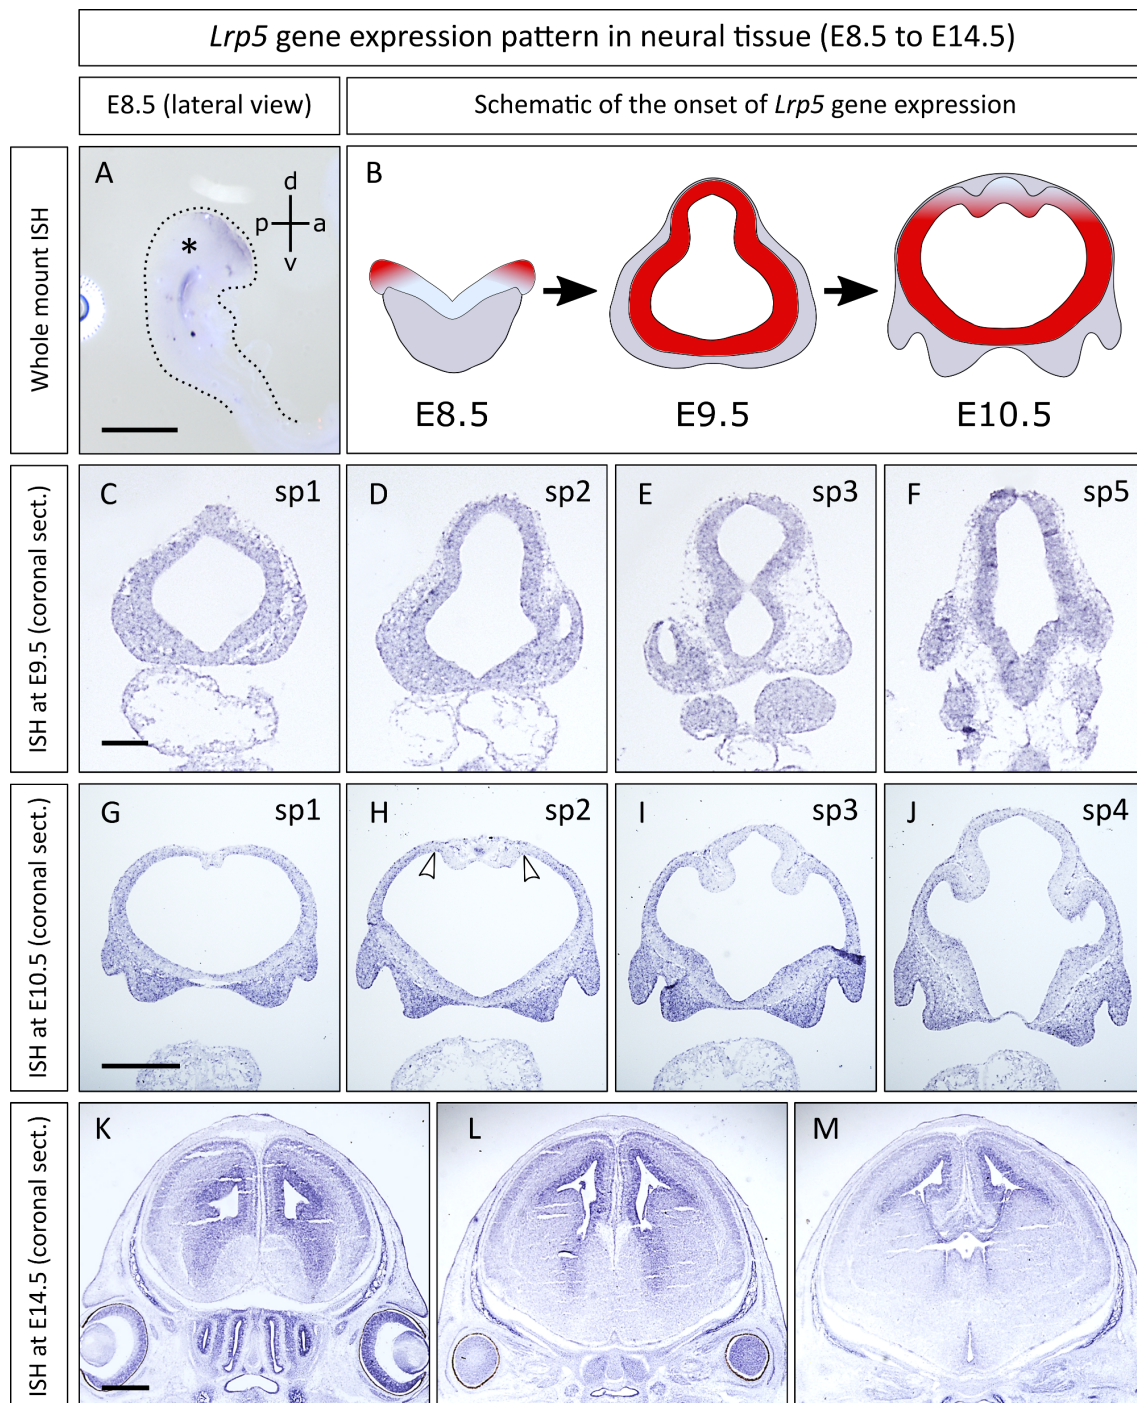 Lrp5 gene expression pattern in neural tissue (E8.5 to E14.5)
E8.5 (lateral view)
Schematic of the onset of Lrp5 gene expression
Whole mount ISH
A
d
p
a
v
*
B
E8.5
E9.5
E10.5
ISH at E9.5 (coronal sect.)
C
sp1
D
sp2
E
sp3
F
sp5
ISH at E10.5 (coronal sect.)
G
sp1
H
sp2
I
sp3
J
sp4
ISH at E14.5 (coronal sect.)
K
L
M